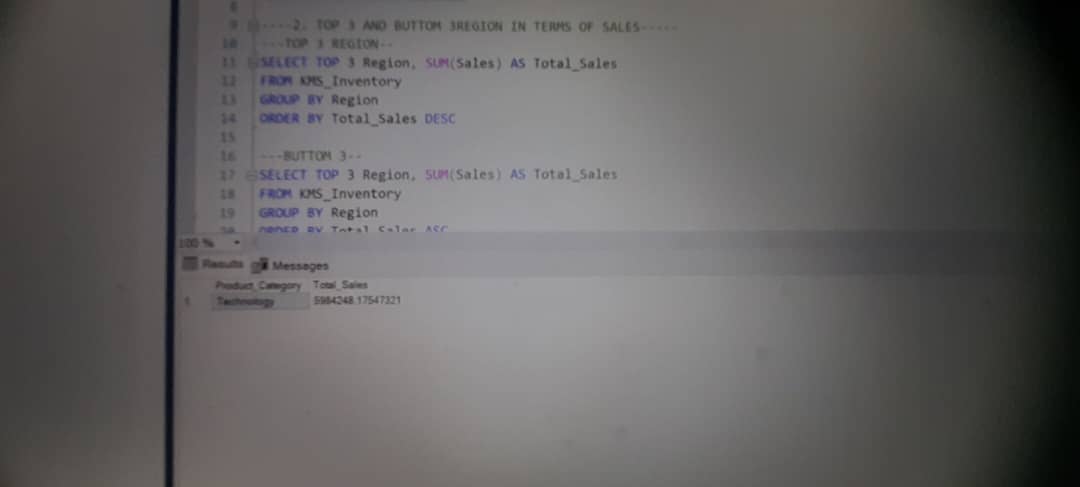 8
9 ----2. TOP 3 AND BUTTOM 3REGION IN TERMS OF SALES-----
10 ---TOP 3 REGION--
11 SELECT TOP 3 Region, SUM(Sales) AS Total_Sales
12 FROM KMS_Inventory
13 GROUP BY Region
14 ORDER BY Total_Sales DESC
15
16 ---BUTTOM 3--
17 SELECT TOP 3 Region, SUM(Sales) AS Total_Sales
18 FROM KMS_Inventory
19 GROUP BY Region
20 ORDER BY Total_Sales ASC
100 %
Results Messages
Product_Category Total_Sales
1 Technology 5984248.17547321